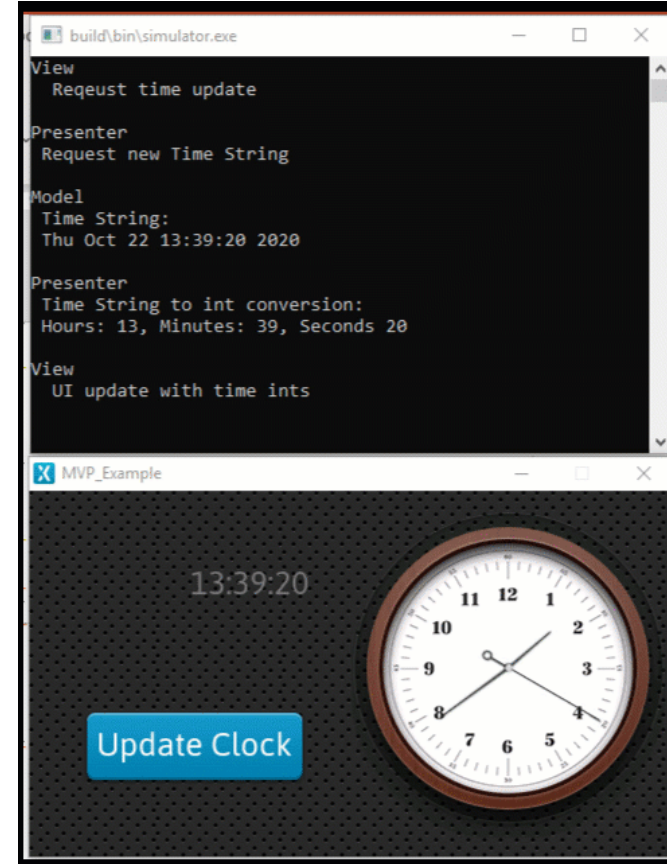 build\bin\simulator.exe
View
Reqeust time update
Presenter
Request new Time String
Model
Time String:
Thu Oct 22 13:39:20 2020
Presenter
Time String to int conversion:
Hours: 13, Minutes: 39, Seconds 20
View
UI update with time ints
MVP_Example
13:39:20
Update Clock
12
1
2
3
4
5
6
7
8
9
10
11